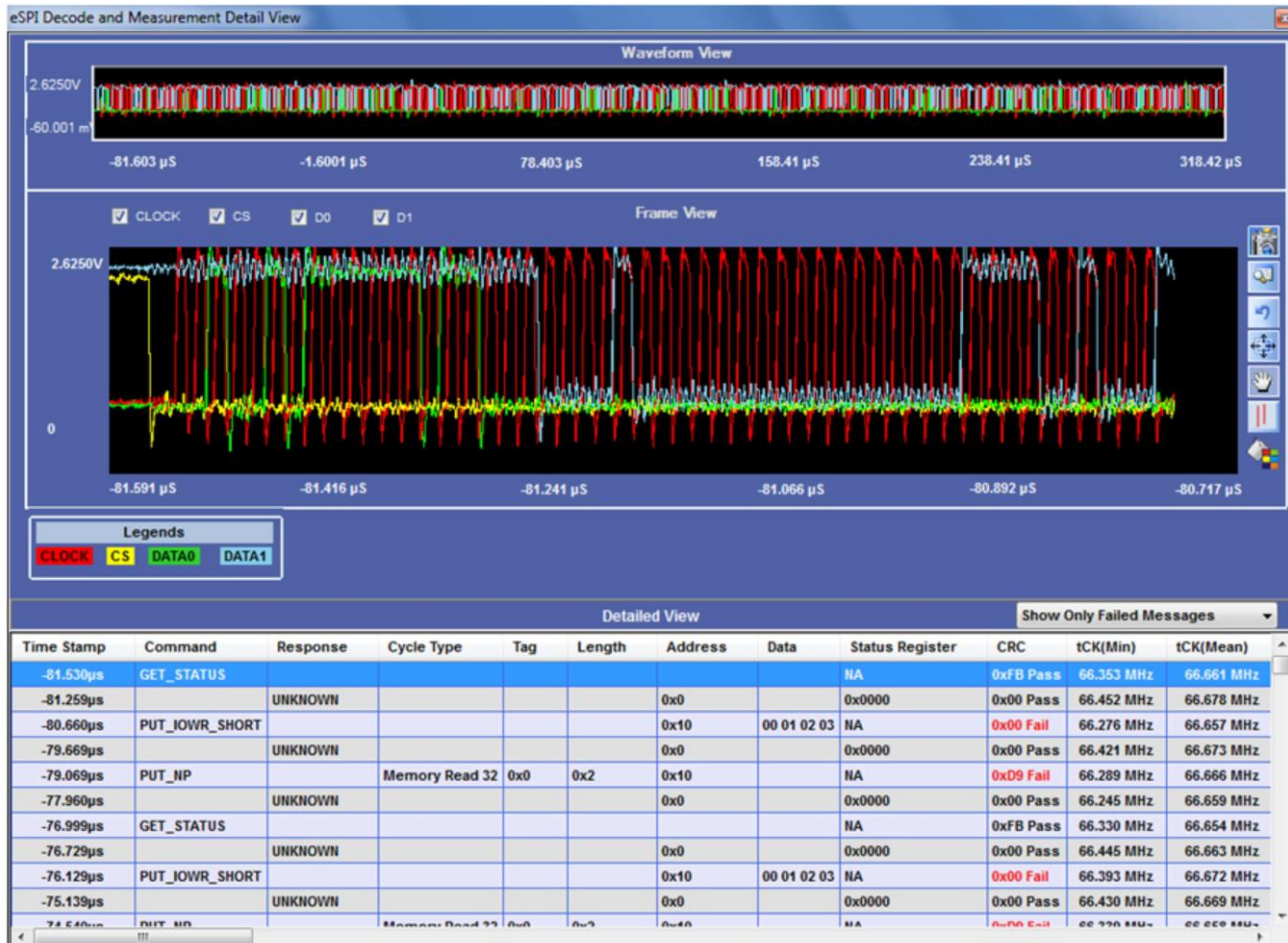 eSPI Decode and Measurement Detail View
Waveform View
2.6250V
-60.001 m
-81.603 µS -1.6001 µS 78.403 µS 158.41 µS 238.41 µS 318.42 µS
CLOCK CS D0 D1 Frame View
2.6250V
0
-81.591 µS -81.416 µS -81.241 µS -81.066 µS -80.892 µS -80.717 µS
Legends
CLOCK CS DATA0 DATA1
Detailed View Show Only Failed Messages
Time Stamp Command Response Cycle Type Tag Length Address Data Status Register CRC tCK(Min) tCK(Mean)
-81.530µs GET_STATUS NA 0xFB Pass 66.353 MHz 66.661 MHz
-81.259µs UNKNOWN 0x0 0x0000 0x00 Pass 66.452 MHz 66.678 MHz
-80.660µs PUT_IOWR_SHORT 0x10 00 01 02 03 NA 0x00 Fail 66.276 MHz 66.657 MHz
-79.669µs UNKNOWN 0x0 0x0000 0x00 Pass 66.421 MHz 66.673 MHz
-79.069µs PUT_NP Memory Read 32 0x0 0x2 0x10 NA 0xD9 Fail 66.289 MHz 66.666 MHz
-77.960µs UNKNOWN 0x0 0x0000 0x00 Pass 66.245 MHz 66.659 MHz
-76.999µs GET_STATUS NA 0xFB Pass 66.330 MHz 66.654 MHz
-76.729µs UNKNOWN 0x0 0x0000 0x00 Pass 66.445 MHz 66.663 MHz
-76.129µs PUT_IOWR_SHORT 0x10 00 01 02 03 NA 0x00 Fail 66.393 MHz 66.672 MHz
-75.139µs UNKNOWN 0x0 0x0000 0x00 Pass 66.430 MHz 66.669 MHz
PUT_NP Memory Read 32 0x0 0x2 0x10 NA 0xD9 Fail